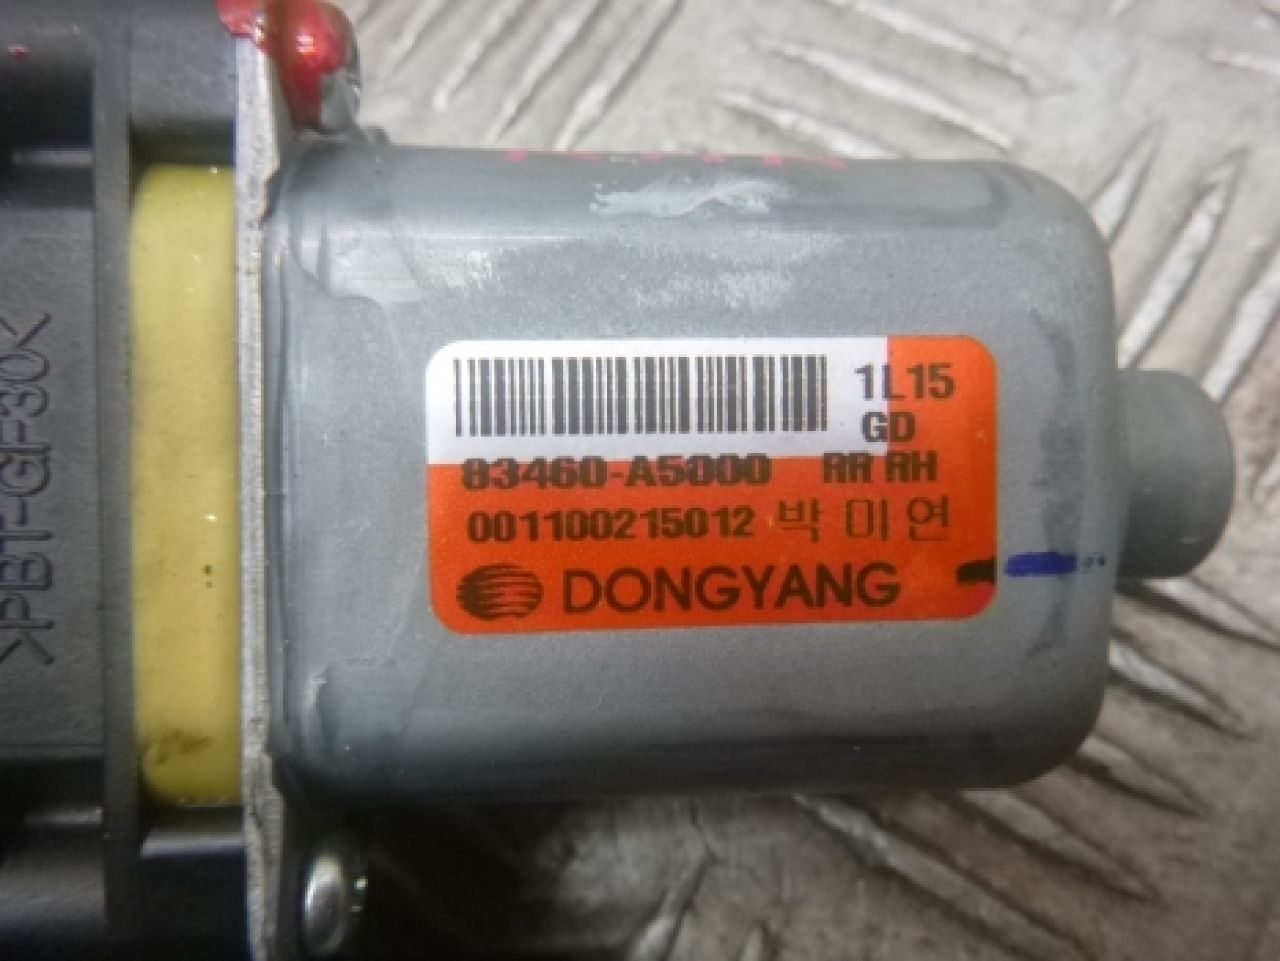 1L15
GD
83460-A5000 RR RH
001100215012 박미연
DONGYANG
>PBT-GF30<